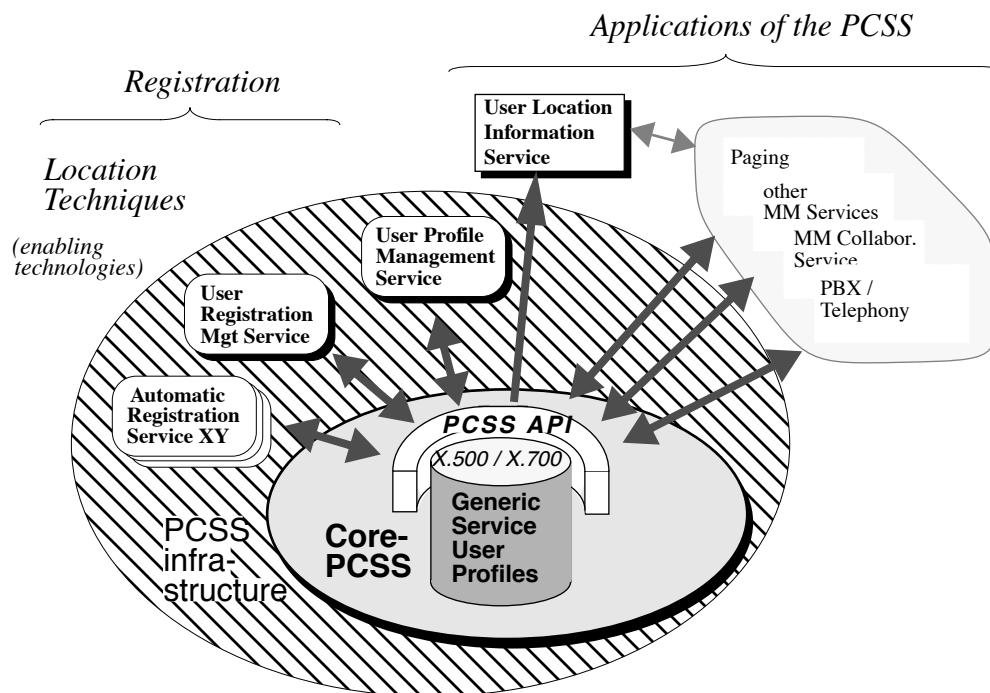 Applications of the PCSS
Registration
Location
Techniques
(enabling
technologies)
User Location
Information
Service
Paging
other
MM Services
MM Collabor.
Service
PBX /
Telephony
User Profile
Management
Service
User
Registration
Mgt Service
Automatic
Registration
Service XY
PCSS API
X.500 / X.700
Generic
Service
User
Profiles
Core-
PCSS
PCSS
infra-
structure